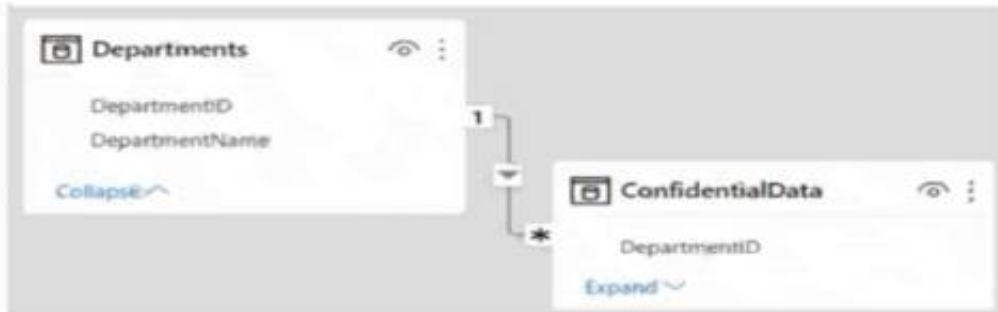 Departments
DepartmentID
DepartmentName
Collapse
1
*
ConfidentialData
DepartmentID
Expand